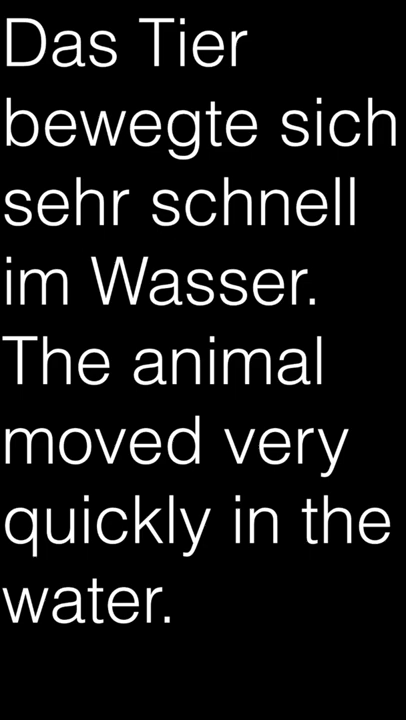 Das Tier
bewegte sich
sehr schnell
im Wasser.
The animal
moved very
quickly in the
water.